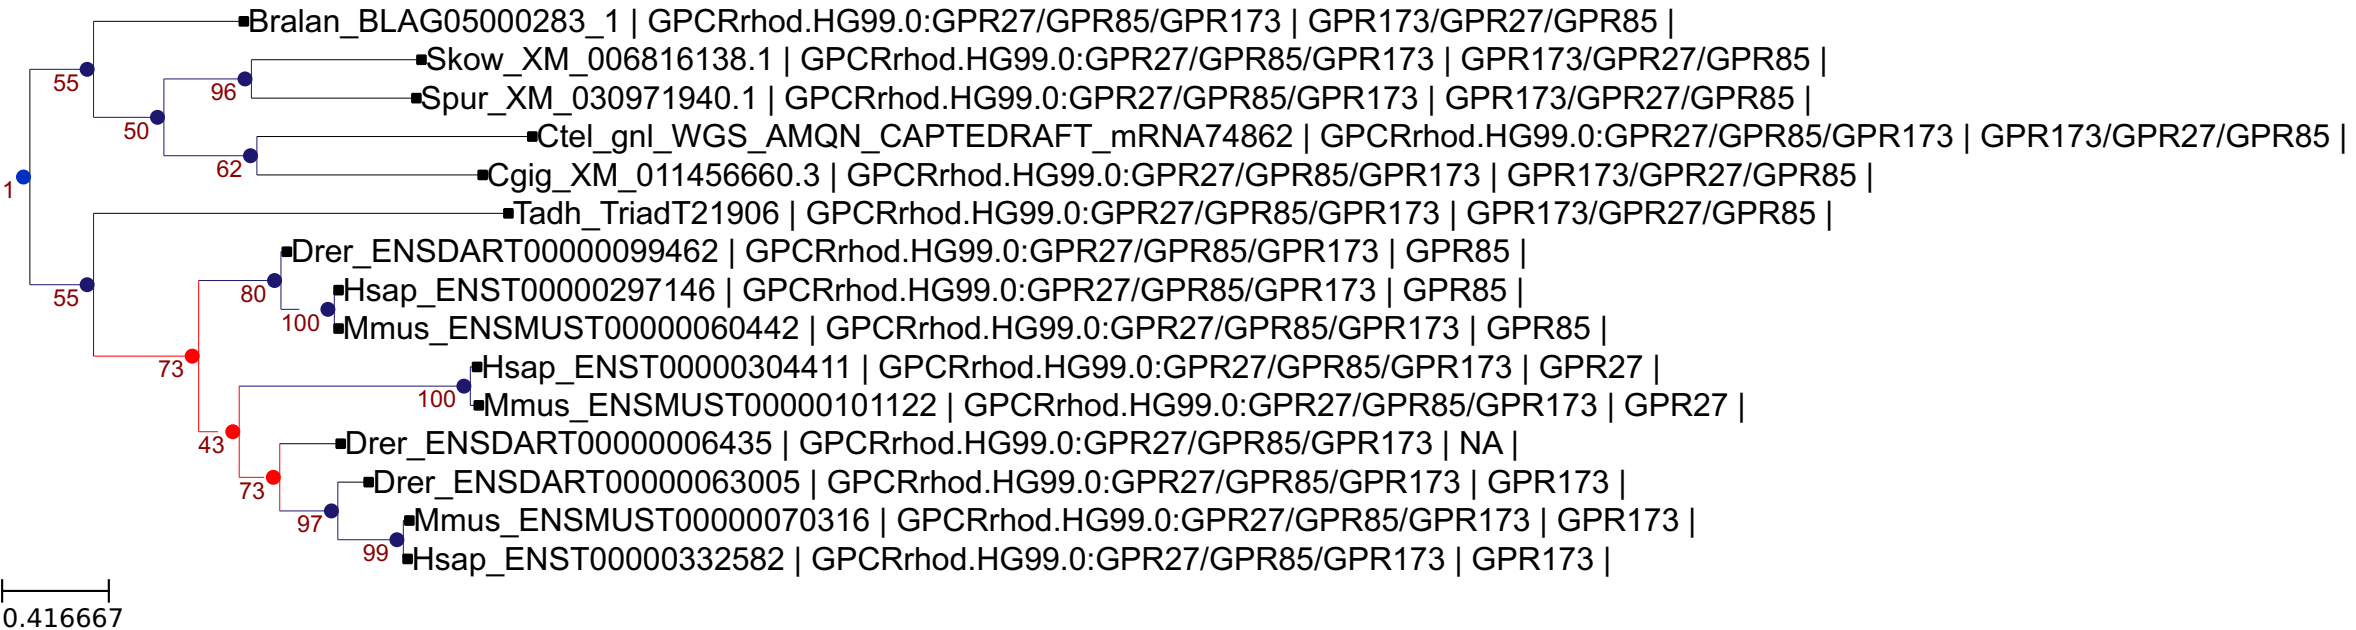 Bralan_BLAG05000283_1 | GPCRrhod.HG99.0:GPR27/GPR85/GPR173 | GPR173/GPR27/GPR85 |
Skow_XM_006816138.1 | GPCRrhod.HG99.0:GPR27/GPR85/GPR173 | GPR173/GPR27/GPR85 |
55
96
Spur_XM_030971940.1 | GPCRrhod.HG99.0:GPR27/GPR85/GPR173 | GPR173/GPR27/GPR85 |
50
Ctel_gnl_WGS_AMQN_CAPTEDRAFT_mRNA74862 | GPCRrhod.HG99.0:GPR27/GPR85/GPR173 | GPR173/GPR27/GPR85 |
62
Cgig_XM_011456660.3 | GPCRrhod.HG99.0:GPR27/GPR85/GPR173 | GPR173/GPR27/GPR85 |
1
Tadh_TriadT21906 | GPCRrhod.HG99.0:GPR27/GPR85/GPR173 | GPR173/GPR27/GPR85 |
Drer_ENSDART00000099462 | GPCRrhod.HG99.0:GPR27/GPR85/GPR173 | GPR85 |
55
80
Hsap_ENST00000297146 | GPCRrhod.HG99.0:GPR27/GPR85/GPR173 | GPR85 |
100
Mmus_ENSMUST00000060442 | GPCRrhod.HG99.0:GPR27/GPR85/GPR173 | GPR85 |
73
Hsap_ENST00000304411 | GPCRrhod.HG99.0:GPR27/GPR85/GPR173 | GPR27 |
100
Mmus_ENSMUST00000101122 | GPCRrhod.HG99.0:GPR27/GPR85/GPR173 | GPR27 |
43
Drer_ENSDART00000006435 | GPCRrhod.HG99.0:GPR27/GPR85/GPR173 | NA |
73
Drer_ENSDART00000063005 | GPCRrhod.HG99.0:GPR27/GPR85/GPR173 | GPR173 |
97
Mmus_ENSMUST00000070316 | GPCRrhod.HG99.0:GPR27/GPR85/GPR173 | GPR173 |
99
Hsap_ENST00000332582 | GPCRrhod.HG99.0:GPR27/GPR85/GPR173 | GPR173 |
0.416667